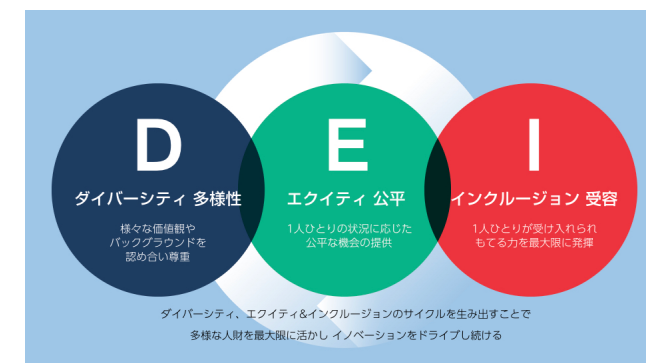 D
ダイバーシティ 多様性
様々な価値観や
バックグラウンドを
認め合い尊重
E
エクイティ 公平
1人ひとりの状況に応じた
公平な機会の提供
I
インクルージョン 受容
1人ひとりが受け入れられ
もてる力を最大限に発揮
ダイバーシティ、エクイティ&インクルージョンのサイクルを生み出すことで
多様な人財を最大限に活かし イノベーションをドライブし続ける